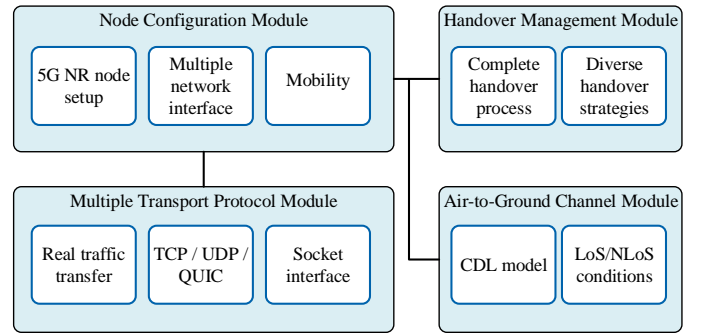 Node Configuration Module
5G NR node
setup
Multiple
network
interface
Mobility
Handover Management Module
Complete
handover
process
Diverse
handover
strategies
Multiple Transport Protocol Module
Real traffic
transfer
TCP / UDP /
QUIC
Socket
interface
Air-to-Ground Channel Module
CDL model
LoS/NLoS
conditions